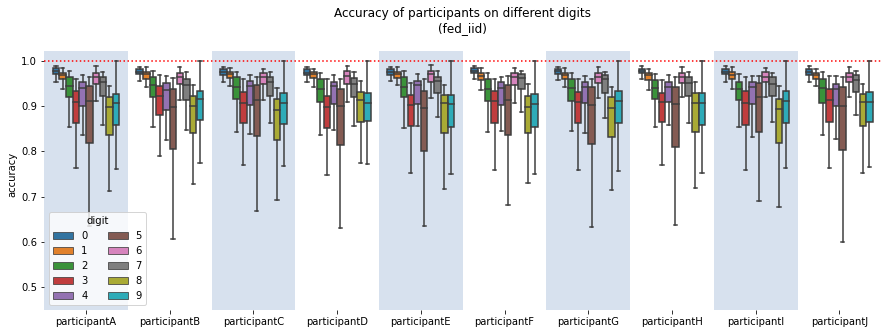 Accuracy of participants on different digits
(fed_iid)
accuracy
1.0
0.9
0.8
0.7
0.6
0.5
digit
0 5
1 6
2 7
3 8
4 9
participantA participantB participantC participantD participantE participantF participantG participantH participantI participantJ